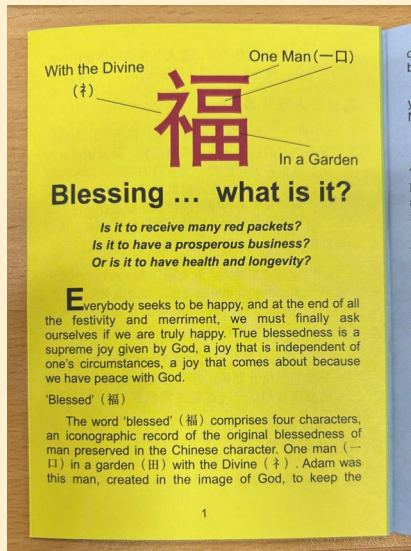 With the Divine
(礻)
One Man(一口)
福
In a Garden
Blessing ... what is it?
Is it to receive many red packets?
Is it to have a prosperous business?
Or is it to have health and longevity?
Everybody seeks to be happy, and at the end of all
the festivity and merriment, we must finally ask
ourselves if we are truly happy. True blessedness is a
supreme joy given by God, a joy that is independent of
one's circumstances, a joy that comes about because
we have peace with God.
'Blessed' (福)
The word 'blessed' (福) comprises four characters,
an iconographic record of the original blessedness of
man preserved in the Chinese character. One man (一
口) in a garden (田) with the Divine (礻). Adam was
this man, created in the image of God, to keep the
1